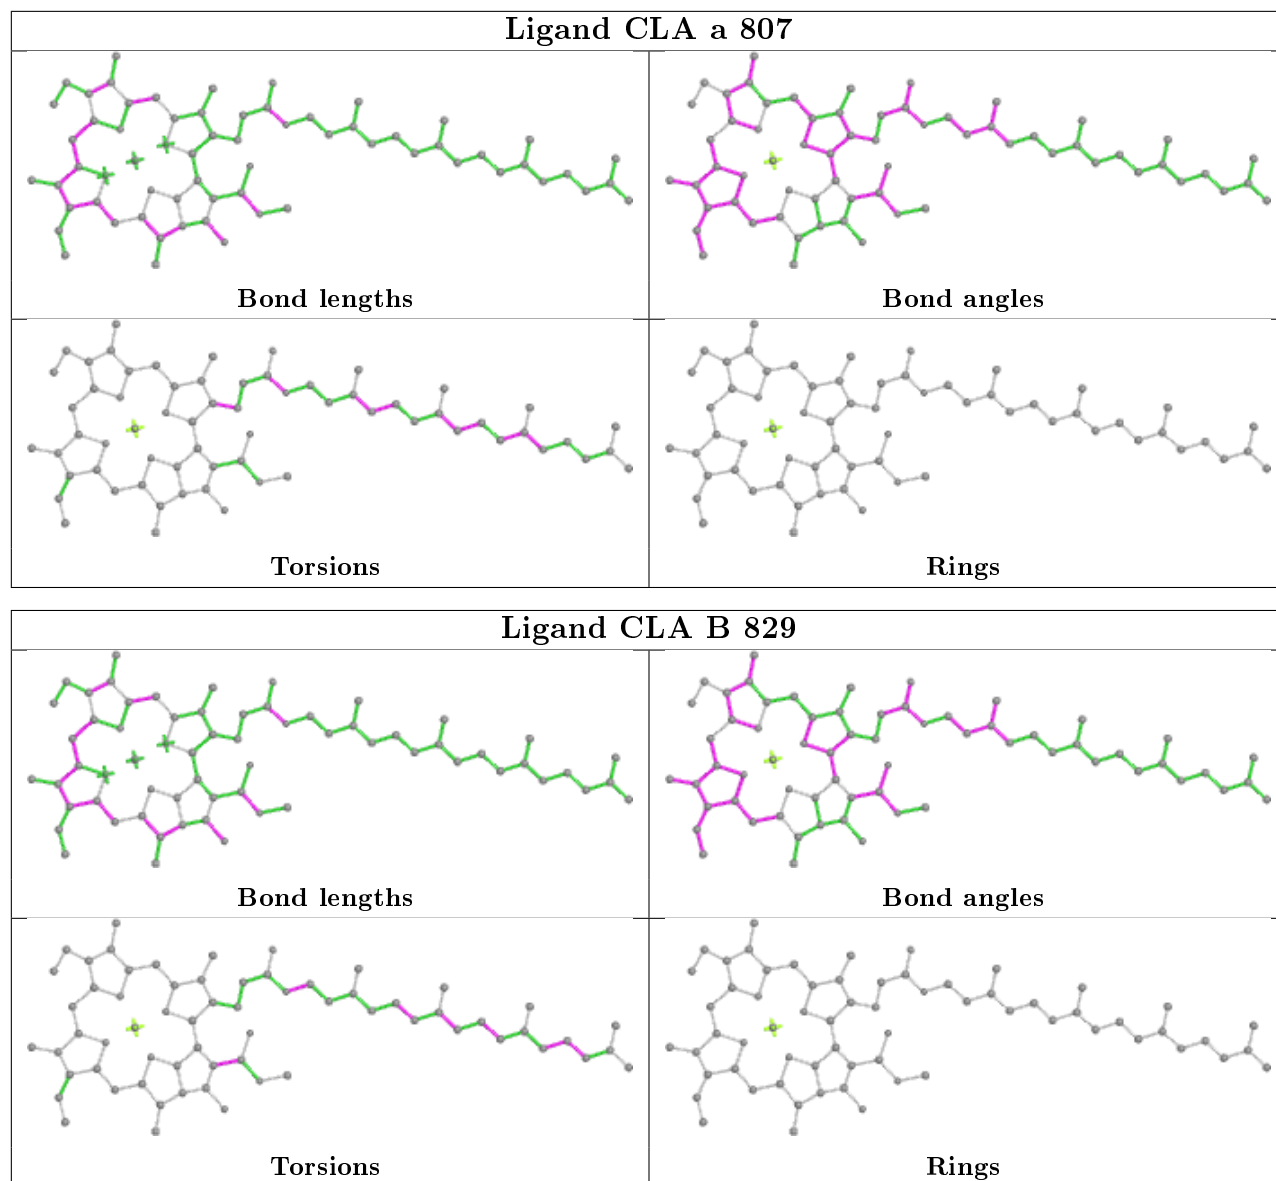 Ligand CLA a 807
Bond lengths
Bond angles
Torsions
Rings
Ligand CLA B 829
Bond lengths
Bond angles
Torsions
Rings